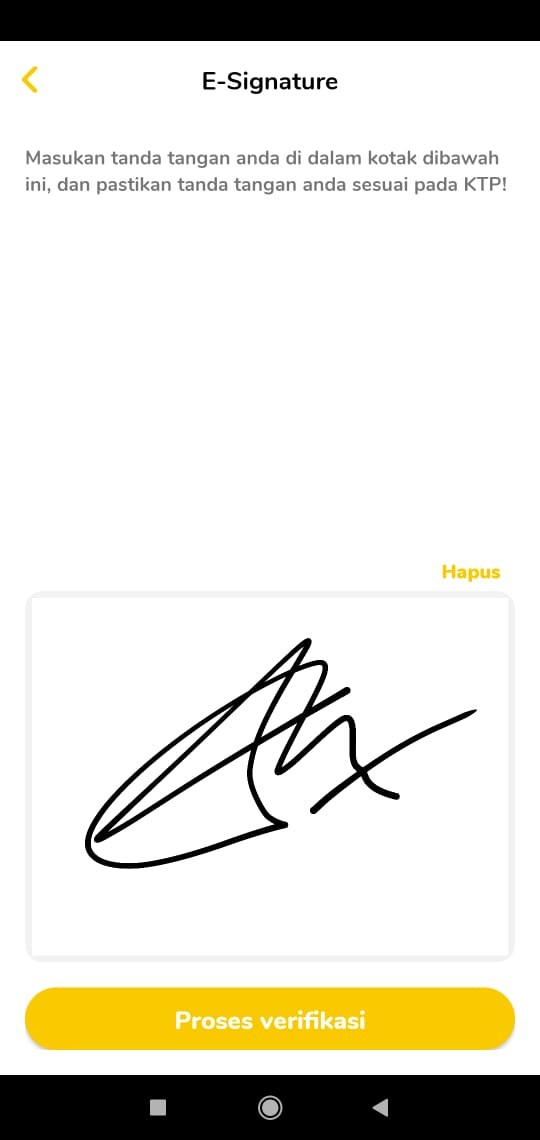 E-Signature
Masukan tanda tangan anda di dalam kotak dibawah
ini, dan pastikan tanda tangan anda sesuai pada KTP!
Hapus
Proses verifikasi